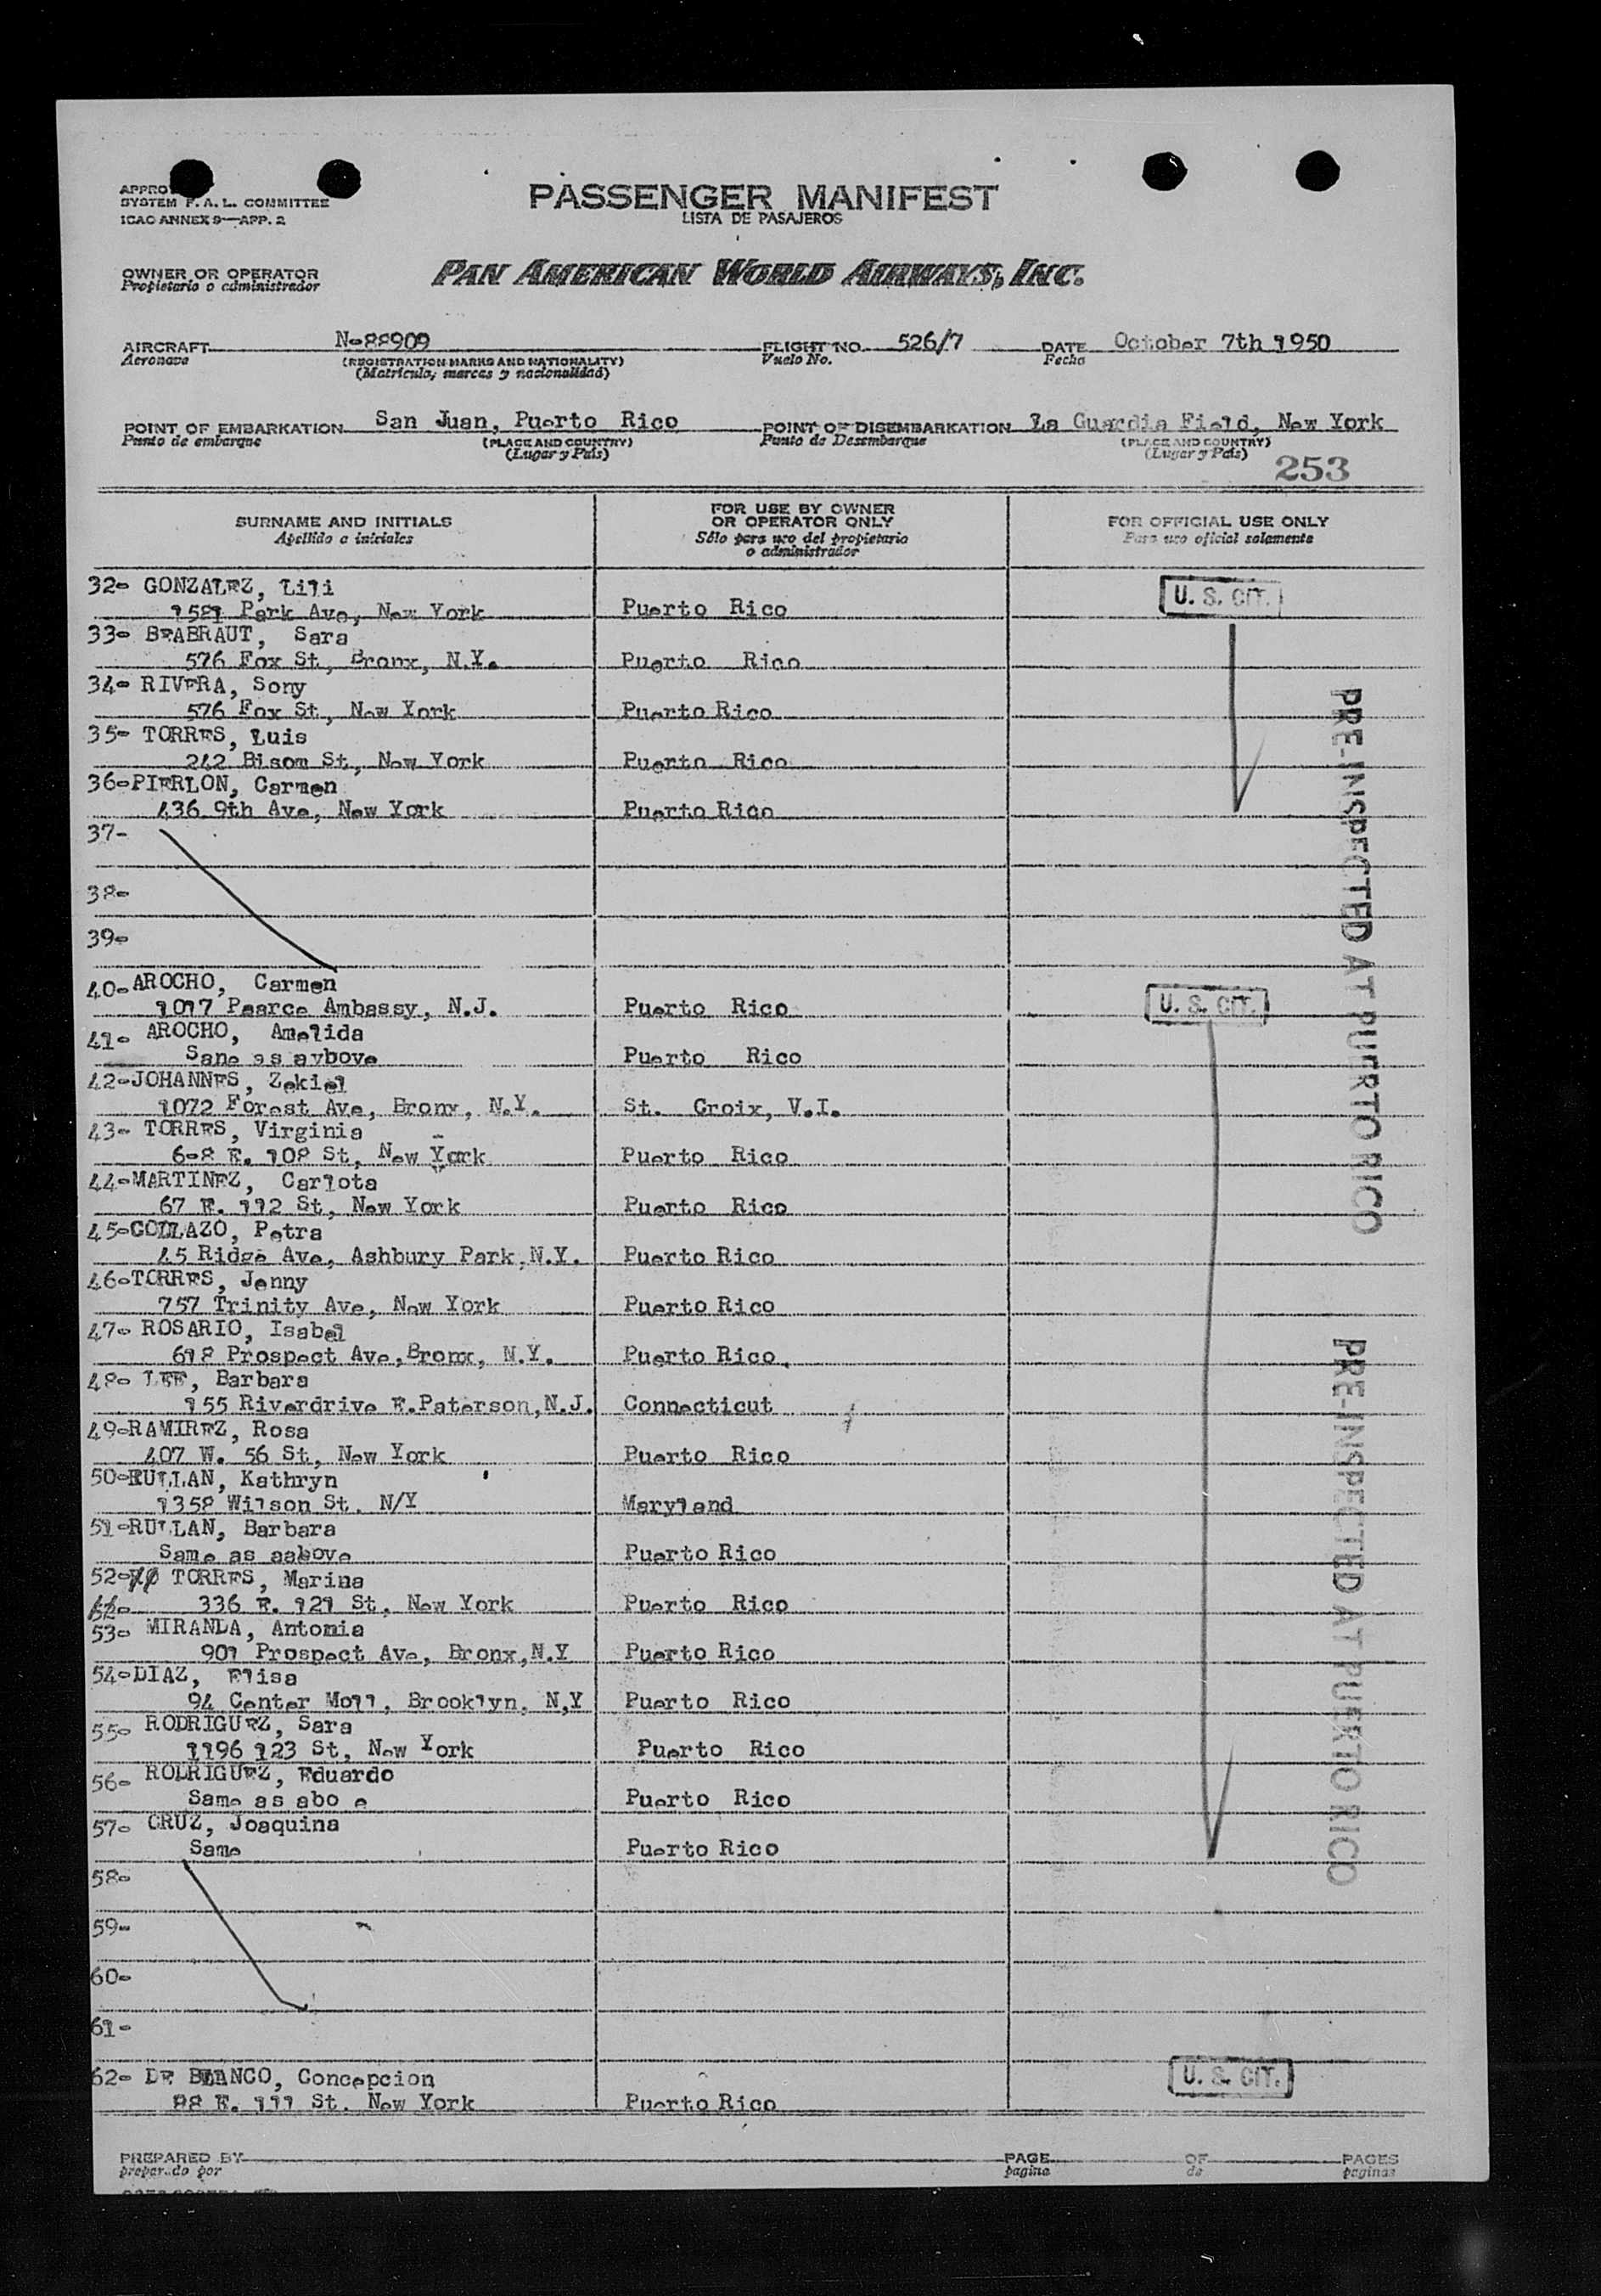 SYSTEM F. A. L. COMMITTEE
ICAO ANNEX 9—APP. 2
PASSENGER MANIFEST
LISTA DE PASAJEROS
OWNER OR OPERATOR
Propietario o administrador
PAN AMERICAN WORLD AIRWAYS, INC.
AIRCRAFT N-88909 FLIGHT NO. 526/7 DATE October 7th 1950
Aeronave (REGISTRATION MARKS AND NATIONALITY) Vuelo No. Fecha
(Matricula, marcas y nacionalidad)
POINT OF EMBARKATION San Juan, Puerto Rico POINT OF DISEMBARKATION La Guardia Field, New York
Punto de embarque (PLACE AND COUNTRY) Punto de Desembarque (PLACE AND COUNTRY)
(Lugar y País) (Lugar y País)
253
SURNAME AND INITIALS FOR USE BY OWNER OR OPERATOR ONLY FOR OFFICIAL USE ONLY
Apellido a iniciales Sólo para uso del propietario o administrador Para uso oficial solamente
32- GONZALEZ, Lili U. S. CIT.
1581 Park Ave, New York Puerto Rico
33- BEABRAUT, Sara
576 Fox St, Bronx, N.Y. Puerto Rico
34- RIVERA, Sony
576 Fox St, New York Puerto Rico
35- TORRES, Luis
242 Bisom St, New York Puerto Rico
36-PIERLON, Carmen
436 9th Ave, New York Puerto Rico
37-
38-
39-
40-AROCHO, Carmen U. S. CIT.
1017 Pearce Ambassy, N.J. Puerto Rico
41- AROCHO, Amelida
Sane as avbove Puerto Rico
42-JOHANNES, Zekiel
1072 Forest Ave, Bronx, N.Y. St. Croix, V.I.
43- TORRES, Virginia
6-8 E. 108 St, New York Puerto Rico
44-MARTINEZ, Carlota
67 E. 112 St, New York Puerto Rico
45-COLLAZO, Petra
45 Ridge Ave, Ashbury Park,N.Y. Puerto Rico
46-TORRES, Jenny
757 Trinity Ave, New York Puerto Rico
47- ROSARIO, Isabel
618 Prospect Ave,Bronx, N.Y. Puerto Rico.
48- LEE, Barbara
155 Riverdrive E.Paterson,N.J. Connecticut
49-RAMIREZ, Rosa
407 W. 56 St, New York Puerto Rico
50-RULLAN, Kathryn
1358 Wilson St. N/Y Maryland
51-RULLAN, Barbara
Same as aabove Puerto Rico
52- TORRES, Marina
336 E. 121 St, New York Puerto Rico
53- MIRANDA, Antonia
901 Prospect Ave, Bronx,N.Y Puerto Rico
54-DIAZ, Elisa
94 Center Moll, Brooklyn, N,Y Puerto Rico
55- RODRIGUEZ, Sara
1196 123 St, New York Puerto Rico
56- RODRIGUEZ, Eduardo
Same as abo e Puerto Rico
57- CRUZ, Joaquina
Same Puerto Rico
58-
59-
60-
61-
62- DE BLANCO, Concepcion U. S. CIT.
88 E. 111 St. New York Puerto Rico
PRE-INSPECTED AT PUERTO RICO
PRE-INSPECTED AT PUERTO RICO
PREPARED BY PAGE OF PAGES
preparado por pagina de paginas